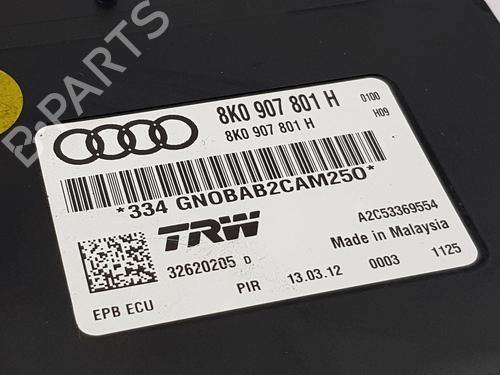 8K0 907 801 H 0100
8K0 907 801 H H09
*334 GNOBAB2CAM250*
TRW A2C53369554
32620205 D Made in Malaysia
EPB ECU PIR 13.03.12 0003 1125
B-PARTS